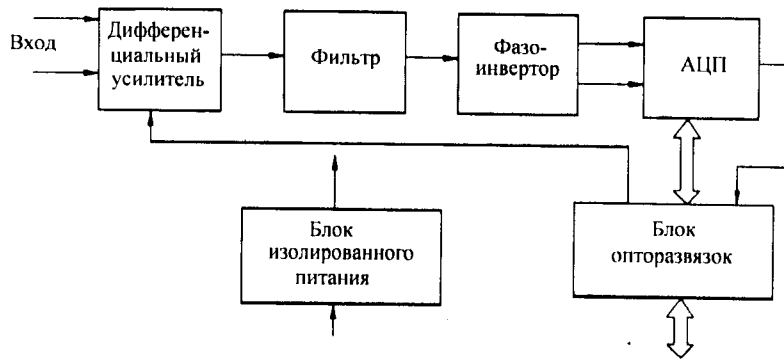 Вход
Дифферен-
циальный
усилитель
Фильтр
Фазо-
инвертор
АЦП
Блок
изолированного
питания
Блок
опторазвязок